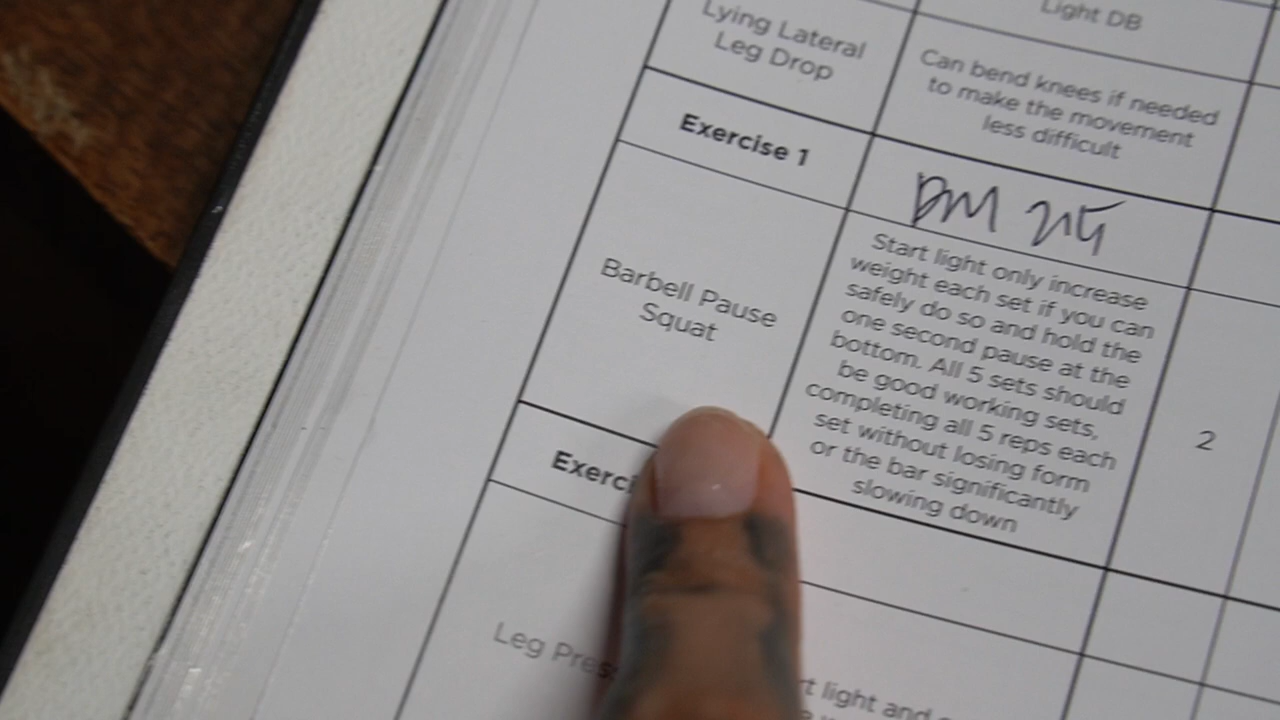 Light DB
Lying Lateral
Leg Drop
Can bend knees if needed
to make the movement
less difficult
Exercise 1
Barbell Pause
Squat
Start light only increase
weight each set if you can
safely do so and hold the
one second pause at the
bottom. All 5 sets should
be good working sets,
completing all 5 reps each
set without losing form
or the bar significantly
slowing down
2
Leg
light and